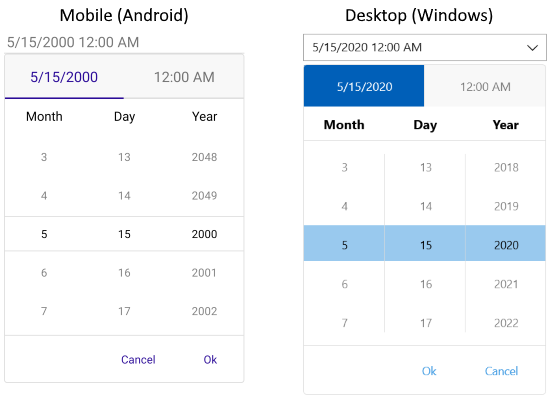 Mobile (Android)
5/15/2000 12:00 AM
5/15/2000 12:00 AM
Month Day Year
3 13 2048
4 14 2049
5 15 2000
6 16 2001
7 17 2002
Cancel Ok
Desktop (Windows)
5/15/2020 12:00 AM
5/15/2020 12:00 AM
Month Day Year
3 13 2018
4 14 2019
5 15 2020
6 16 2021
7 17 2022
Ok Cancel